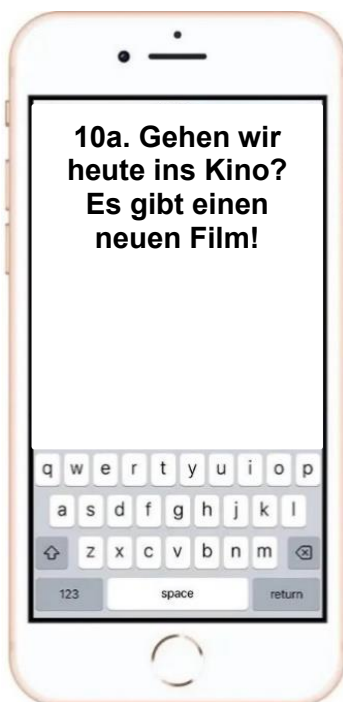 10a. Gehen wir
heute ins Kino?
Es gibt einen
neuen Film!
q w e r t y u i o p
a s d f g h j k l
z x c v b n m
123 space return